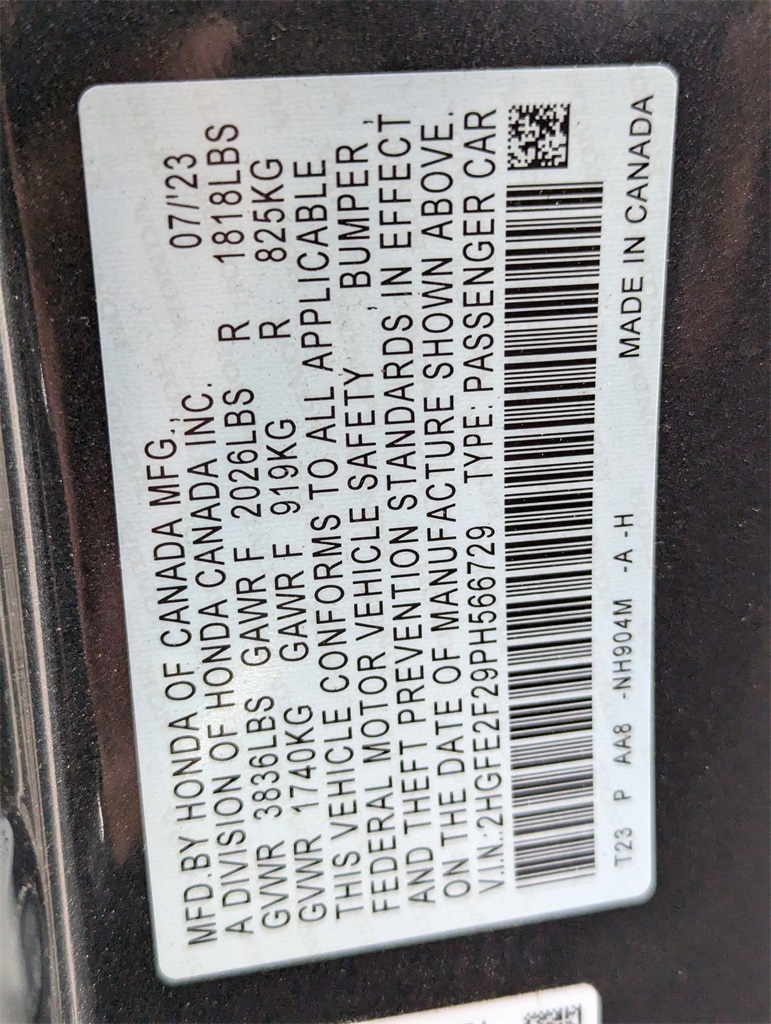 MFD.BY HONDA OF CANADA MFG., 07/'23
A DIVISION OF HONDA CANADA INC.
GVWR 3836LBS GAWR F 2026LBS R 1818LBS
GVWR 1740KG GAWR F 919KG R 825KG
THIS VEHICLE CONFORMS TO ALL APPLICABLE
FEDERAL MOTOR VEHICLE SAFETY , BUMPER,
AND THEFT PREVENTION STANDARDS IN EFFECT
ON THE DATE OF MANUFACTURE SHOWN ABOVE.
V.I.N.:2HGFE2F29PH566729 TYPE: PASSENGER CAR
T23 P AA8 -NH904M -A -H MADE IN CANADA